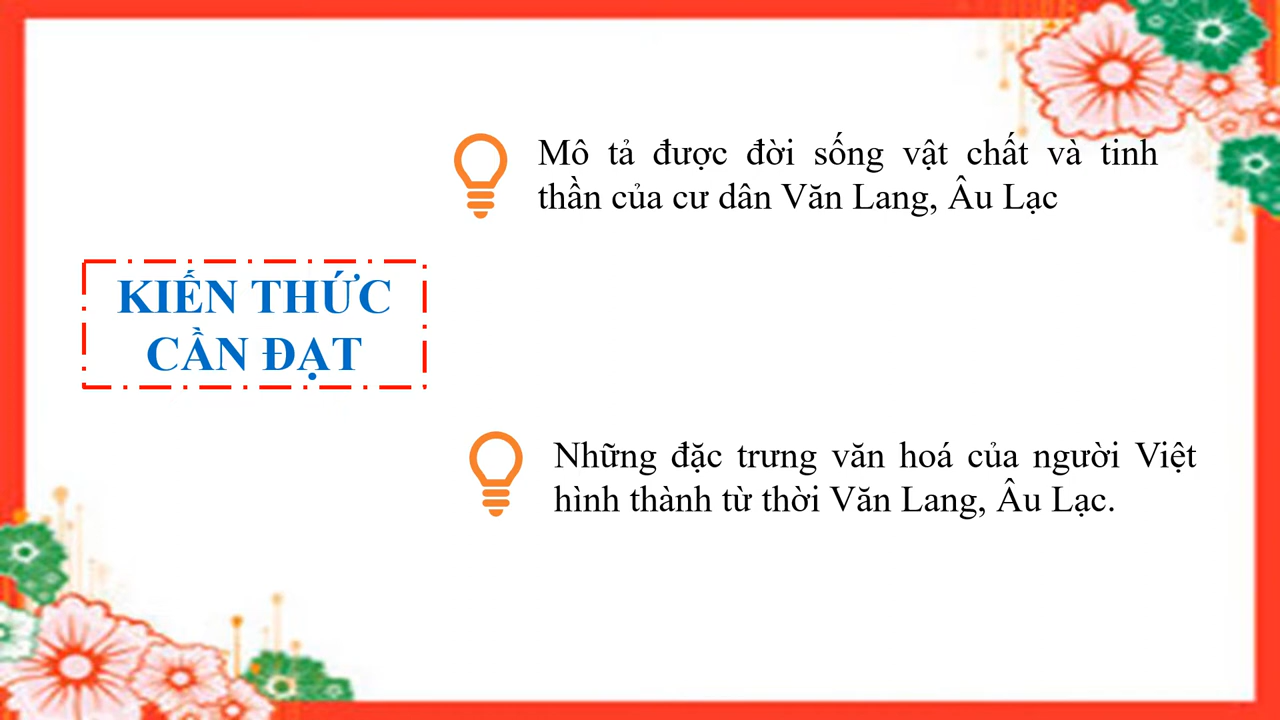 Mô tả được đời sống vật chất và tinh
thần của cư dân Văn Lang, Âu Lạc
KIẾN THỨC
CẦN ĐẠT
Những đặc trưng văn hoá của người Việt
hình thành từ thời Văn Lang, Âu Lạc.